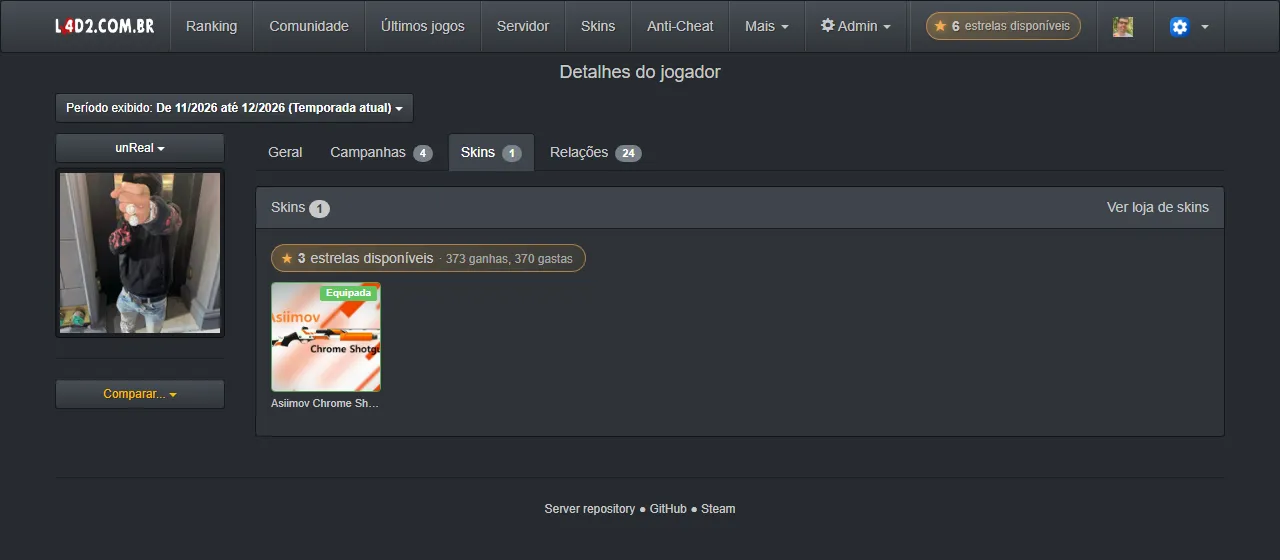 L4D2.COM.BR Ranking Comunidade Últimos jogos Servidor Skins Anti-Cheat Mais Admin ★ 6 estrelas disponíveis
Detalhes do jogador
Período exibido: De 11/2026 até 12/2026 (Temporada atual)
unReal
Geral Campanhas 4 Skins 1 Relações 24
Skins 1 Ver loja de skins
★ 3 estrelas disponíveis · 373 ganhas, 370 gastas
Equipada
Asiimov
Chrome Shotgu
Asiimov Chrome Sh...
Comparar...
Server repository ● GitHub ● Steam